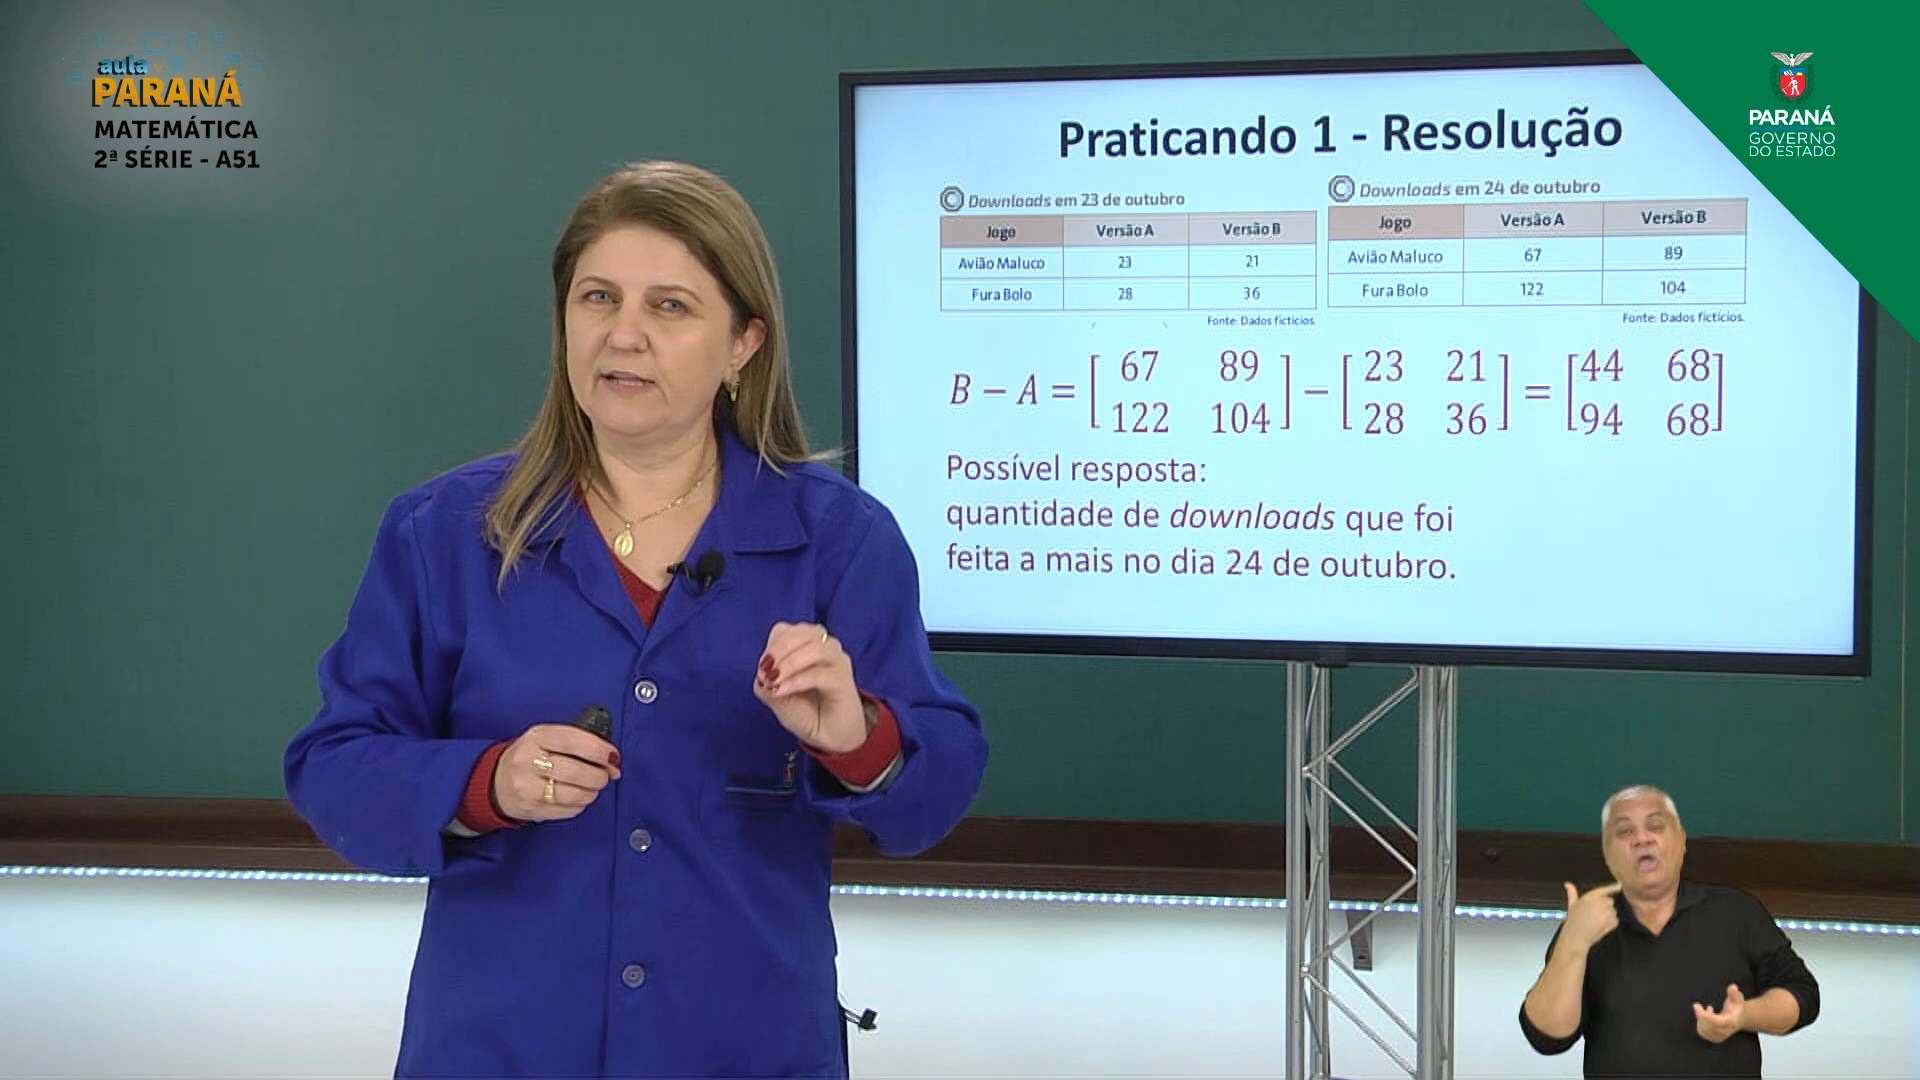 aula
PARANÁ
MATEMÁTICA
2ª SÉRIE - A51
PARANÁ
GOVERNO
DO ESTADO
Praticando 1 - Resolução
© Downloads em 23 de outubro
Jogo Versão A Versão B
Avião Maluco 23 21
Fura Bolo 28 36
Fonte: Dados fictícios.
© Downloads em 24 de outubro
Jogo Versão A Versão B
Avião Maluco 67 89
Fura Bolo 122 104
Fonte: Dados fictícios.
B − A = [ 67 89 ] − [ 23 21 ] = [ 44 68 ]
[ 122 104 ] [ 28 36 ] [ 94 68 ]
Possível resposta:
quantidade de downloads que foi
feita a mais no dia 24 de outubro.